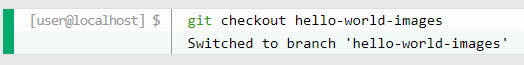 [user@localhost] $ git checkout hello-world-images
Switched to branch 'hello-world-images'